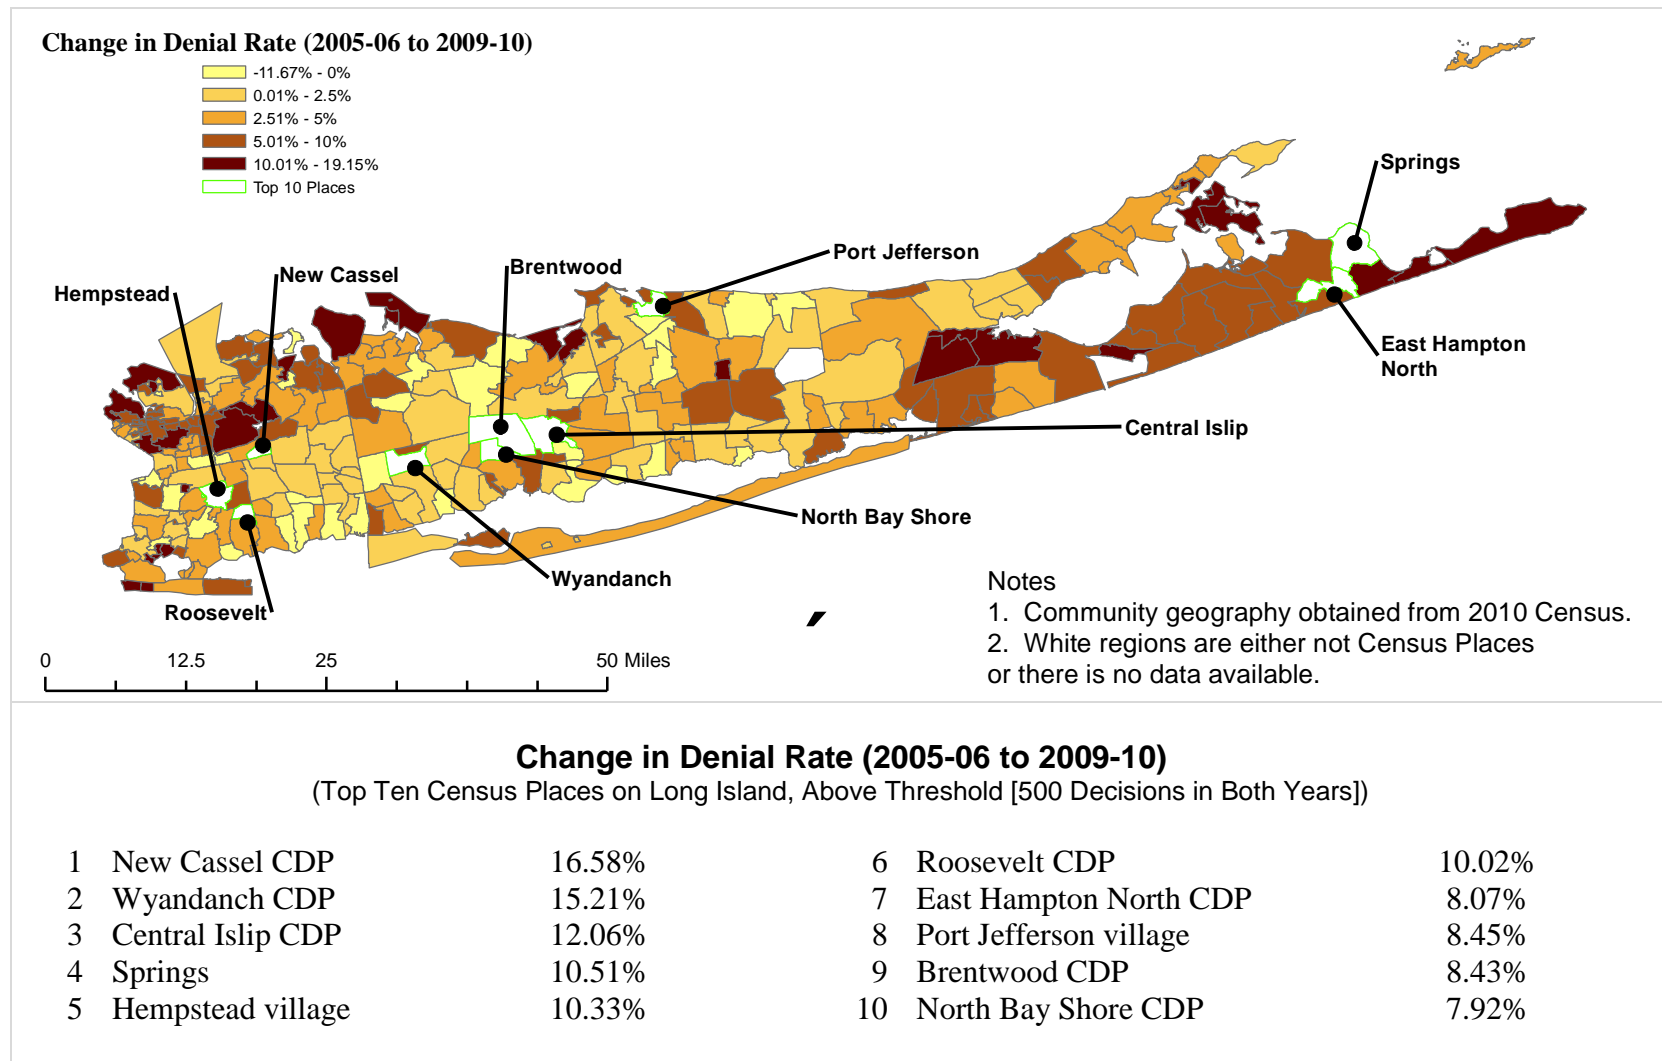 Change in Denial Rate (2005-06 to 2009-10)
-11.67% - 0%
0.01% - 2.5%
2.51% - 5%
5.01% - 10%
10.01% - 19.15%
Top 10 Places
Springs
Port Jefferson
Brentwood
New Cassel
Hempstead
East Hampton
North
Central Islip
North Bay Shore
Wyandanch
Roosevelt
Notes
1. Community geography obtained from 2010 Census.
2. White regions are either not Census Places
or there is no data available.
0 12.5 25 50 Miles
Change in Denial Rate (2005-06 to 2009-10)
(Top Ten Census Places on Long Island, Above Threshold [500 Decisions in Both Years])
1 New Cassel CDP 16.58% 6 Roosevelt CDP 10.02%
2 Wyandanch CDP 15.21% 7 East Hampton North CDP 8.07%
3 Central Islip CDP 12.06% 8 Port Jefferson village 8.45%
4 Springs 10.51% 9 Brentwood CDP 8.43%
5 Hempstead village 10.33% 10 North Bay Shore CDP 7.92%